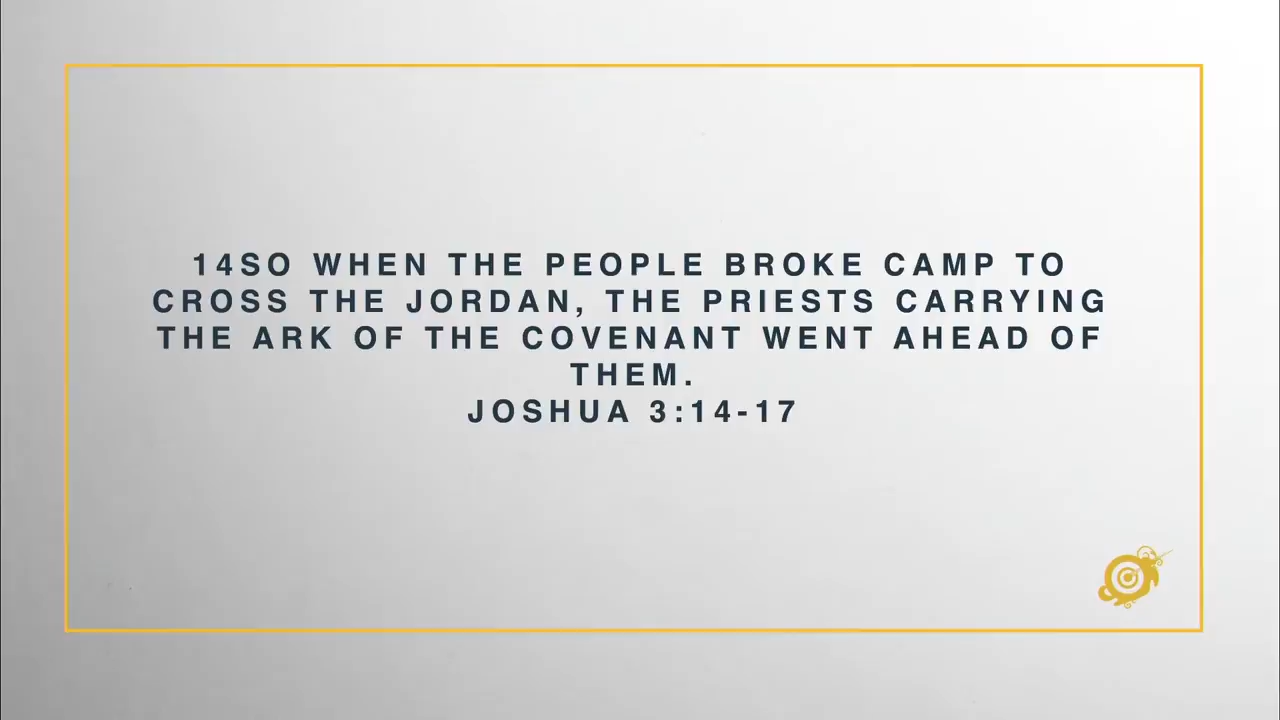 14SO WHEN THE PEOPLE BROKE CAMP TO
CROSS THE JORDAN, THE PRIESTS CARRYING
THE ARK OF THE COVENANT WENT AHEAD OF
THEM.
JOSHUA 3:14-17